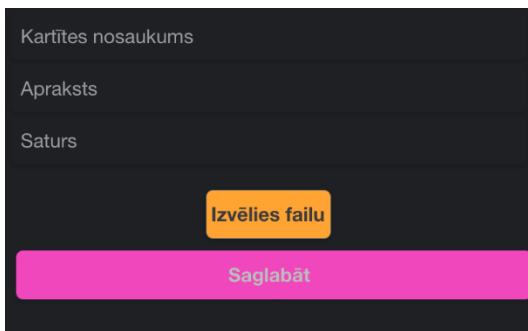 Kartītes nosaukums
Apraksts
Saturs
Izvēlies failu
Saglabāt